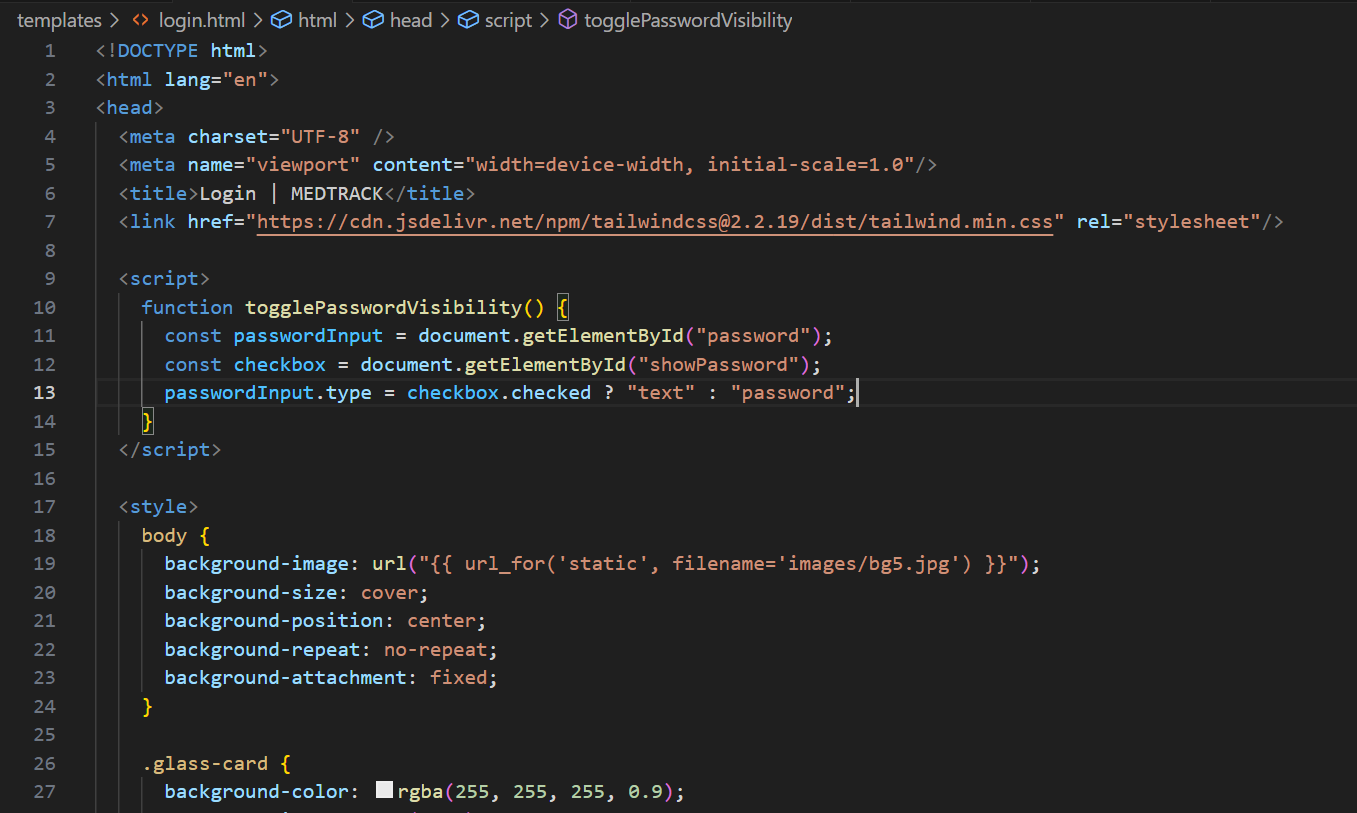 templates > <> login.html > html > head > script > togglePasswordVisibility
1 <!DOCTYPE html>
2 <html lang="en">
3 <head>
4 <meta charset="UTF-8" />
5 <meta name="viewport" content="width=device-width, initial-scale=1.0"/>
6 <title>Login | MEDTRACK</title>
7 <link href="https://cdn.jsdelivr.net/npm/tailwindcss@2.2.19/dist/tailwind.min.css" rel="stylesheet"/>
8
9 <script>
10 function togglePasswordVisibility() {
11 const passwordInput = document.getElementById("password");
12 const checkbox = document.getElementById("showPassword");
13 passwordInput.type = checkbox.checked ? "text" : "password";
14 }
15 </script>
16
17 <style>
18 body {
19 background-image: url("{{ url_for('static', filename='images/bg5.jpg') }}");
20 background-size: cover;
21 background-position: center;
22 background-repeat: no-repeat;
23 background-attachment: fixed;
24 }
25
26 .glass-card {
27 background-color: rgba(255, 255, 255, 0.9);